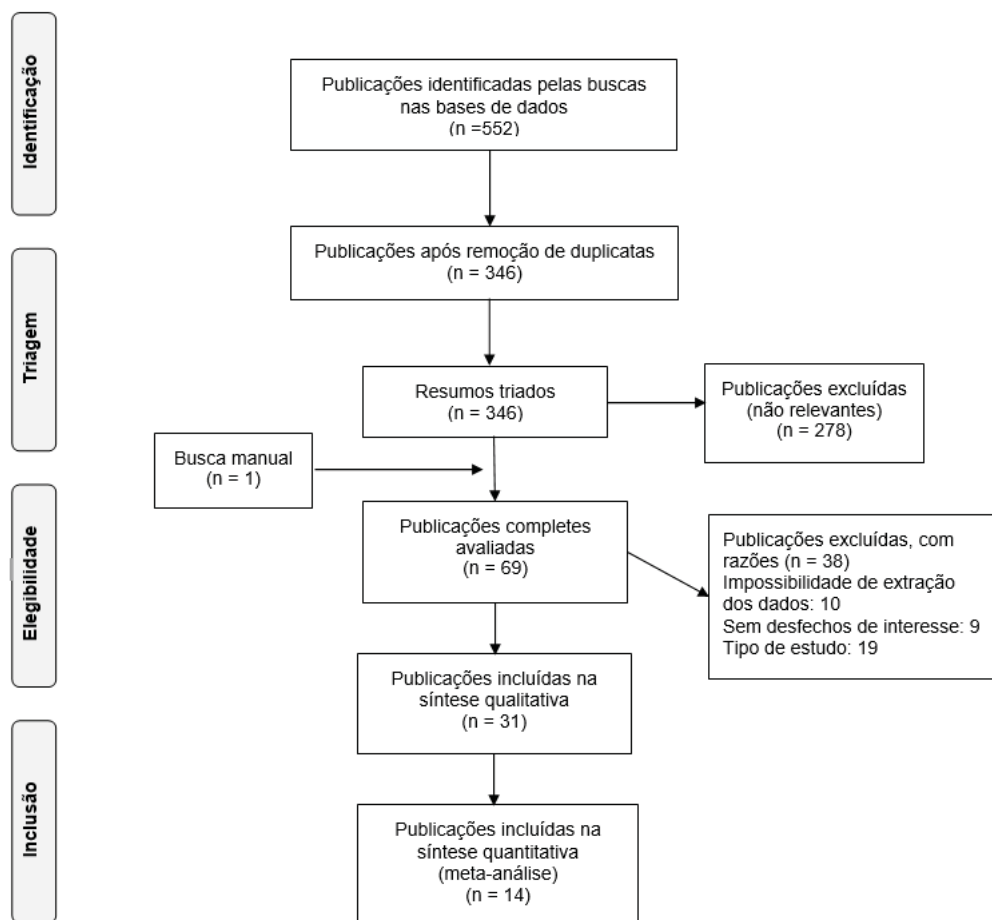 Identificação
Publicações identificadas pelas buscas
nas bases de dados
(n =552)
Triagem
Publicações após remoção de duplicatas
(n = 346)
Resumos triados
(n = 346)
Publicações excluídas
(não relevantes)
(n = 278)
Busca manual
(n = 1)
Elegibilidade
Publicações completes
avaliadas
(n = 69)
Publicações excluídas, com
razões (n = 38)
Impossibilidade de extração
dos dados: 10
Sem desfechos de interesse: 9
Tipo de estudo: 19
Publicações incluídas na
síntese qualitativa
(n = 31)
Inclusão
Publicações incluídas na
síntese quantitativa
(meta-análise)
(n = 14)